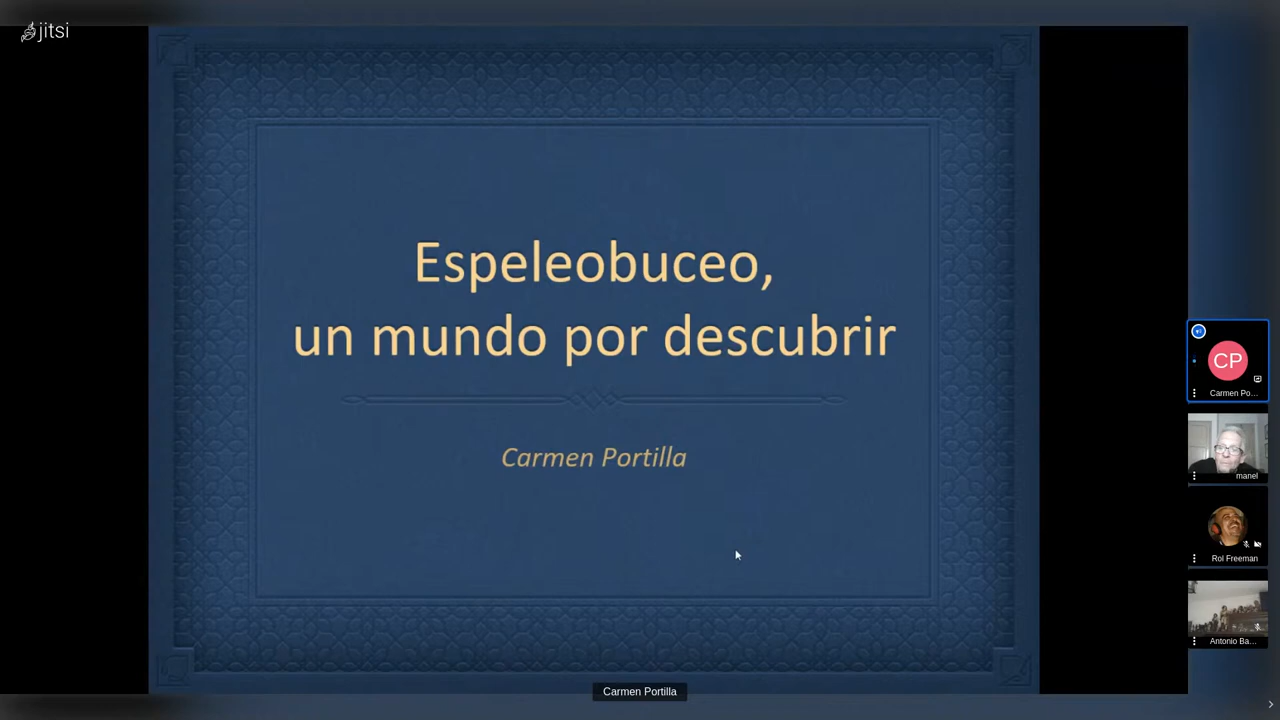 jitsi
Espeleobuceo,
un mundo por descubrir
Carmen Portilla
CP
Carmen Po...
manel
Rol Freeman
Antonio Ba...
Carmen Portilla